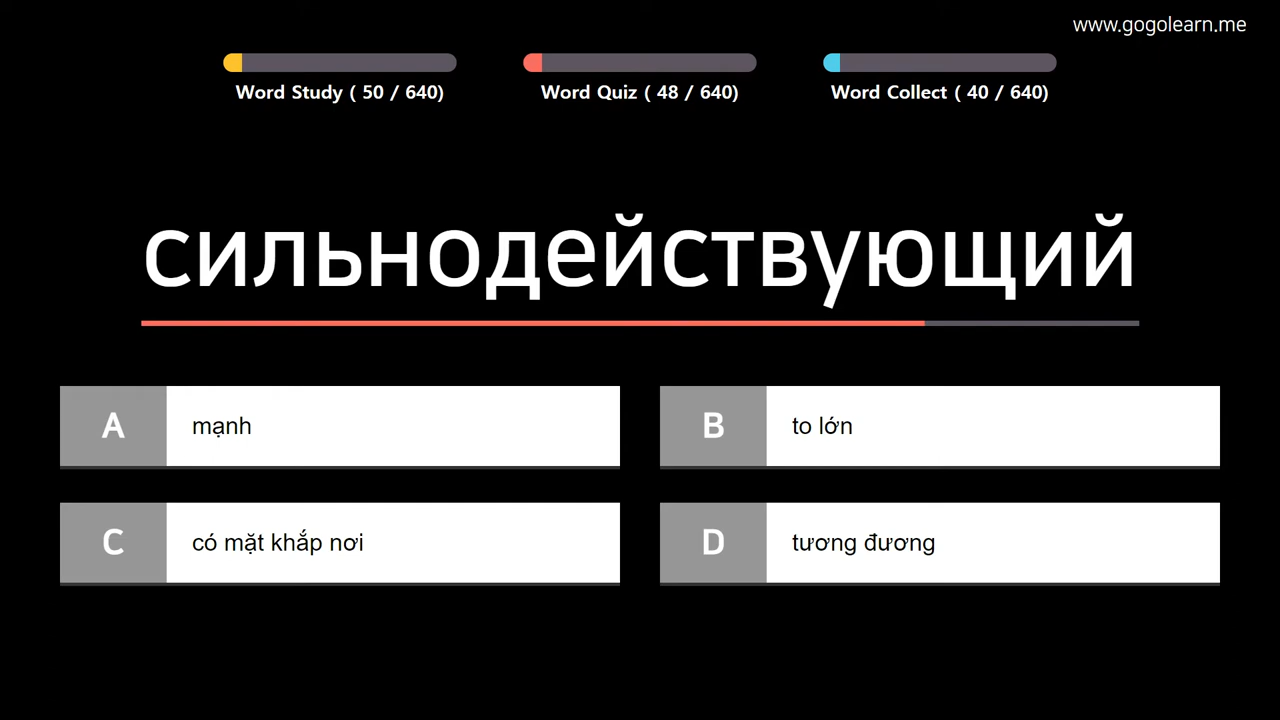 www.gogolearn.me
Word Study ( 50 / 640)
Word Quiz ( 48 / 640)
Word Collect ( 40 / 640)
сильнодействующий
A mạnh
B to lớn
C có mặt khắp nơi
D tương đương